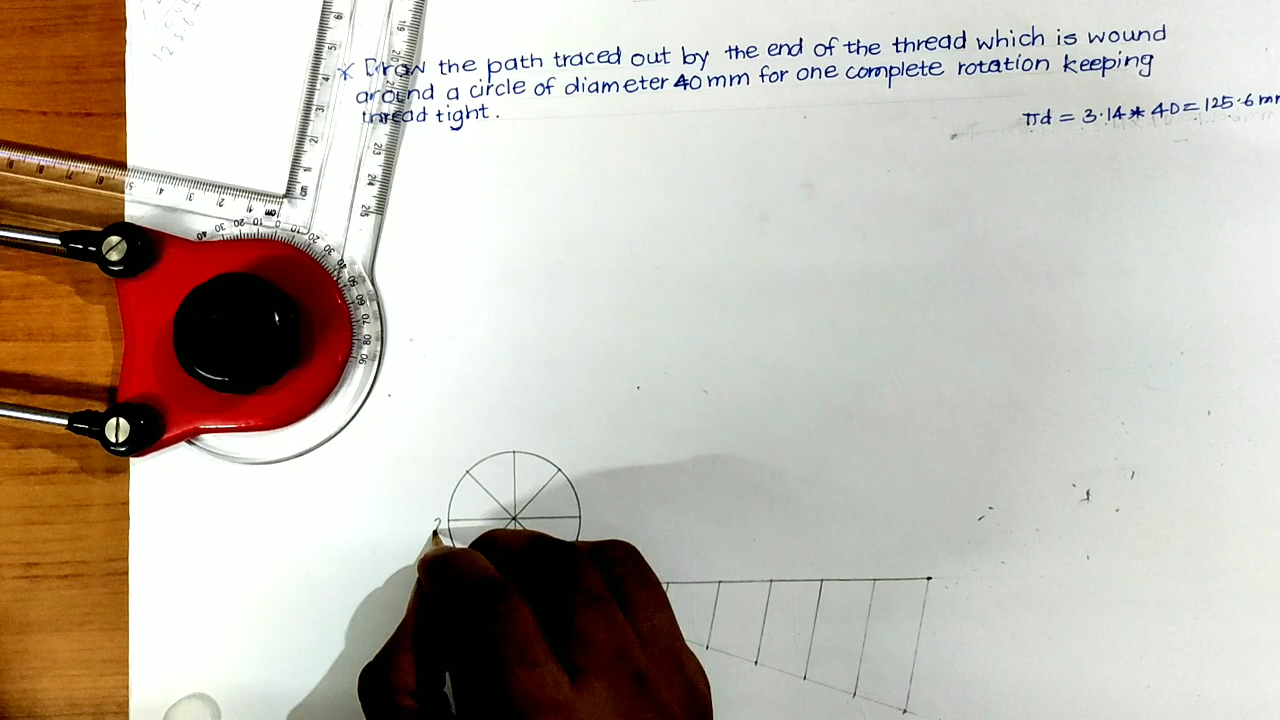 x Draw the path traced out by the end of the thread which is wound
around a circle of diameter 40 mm for one complete rotation keeping
thread tight.
πd = 3.14 * 40 = 125.6 mm
2